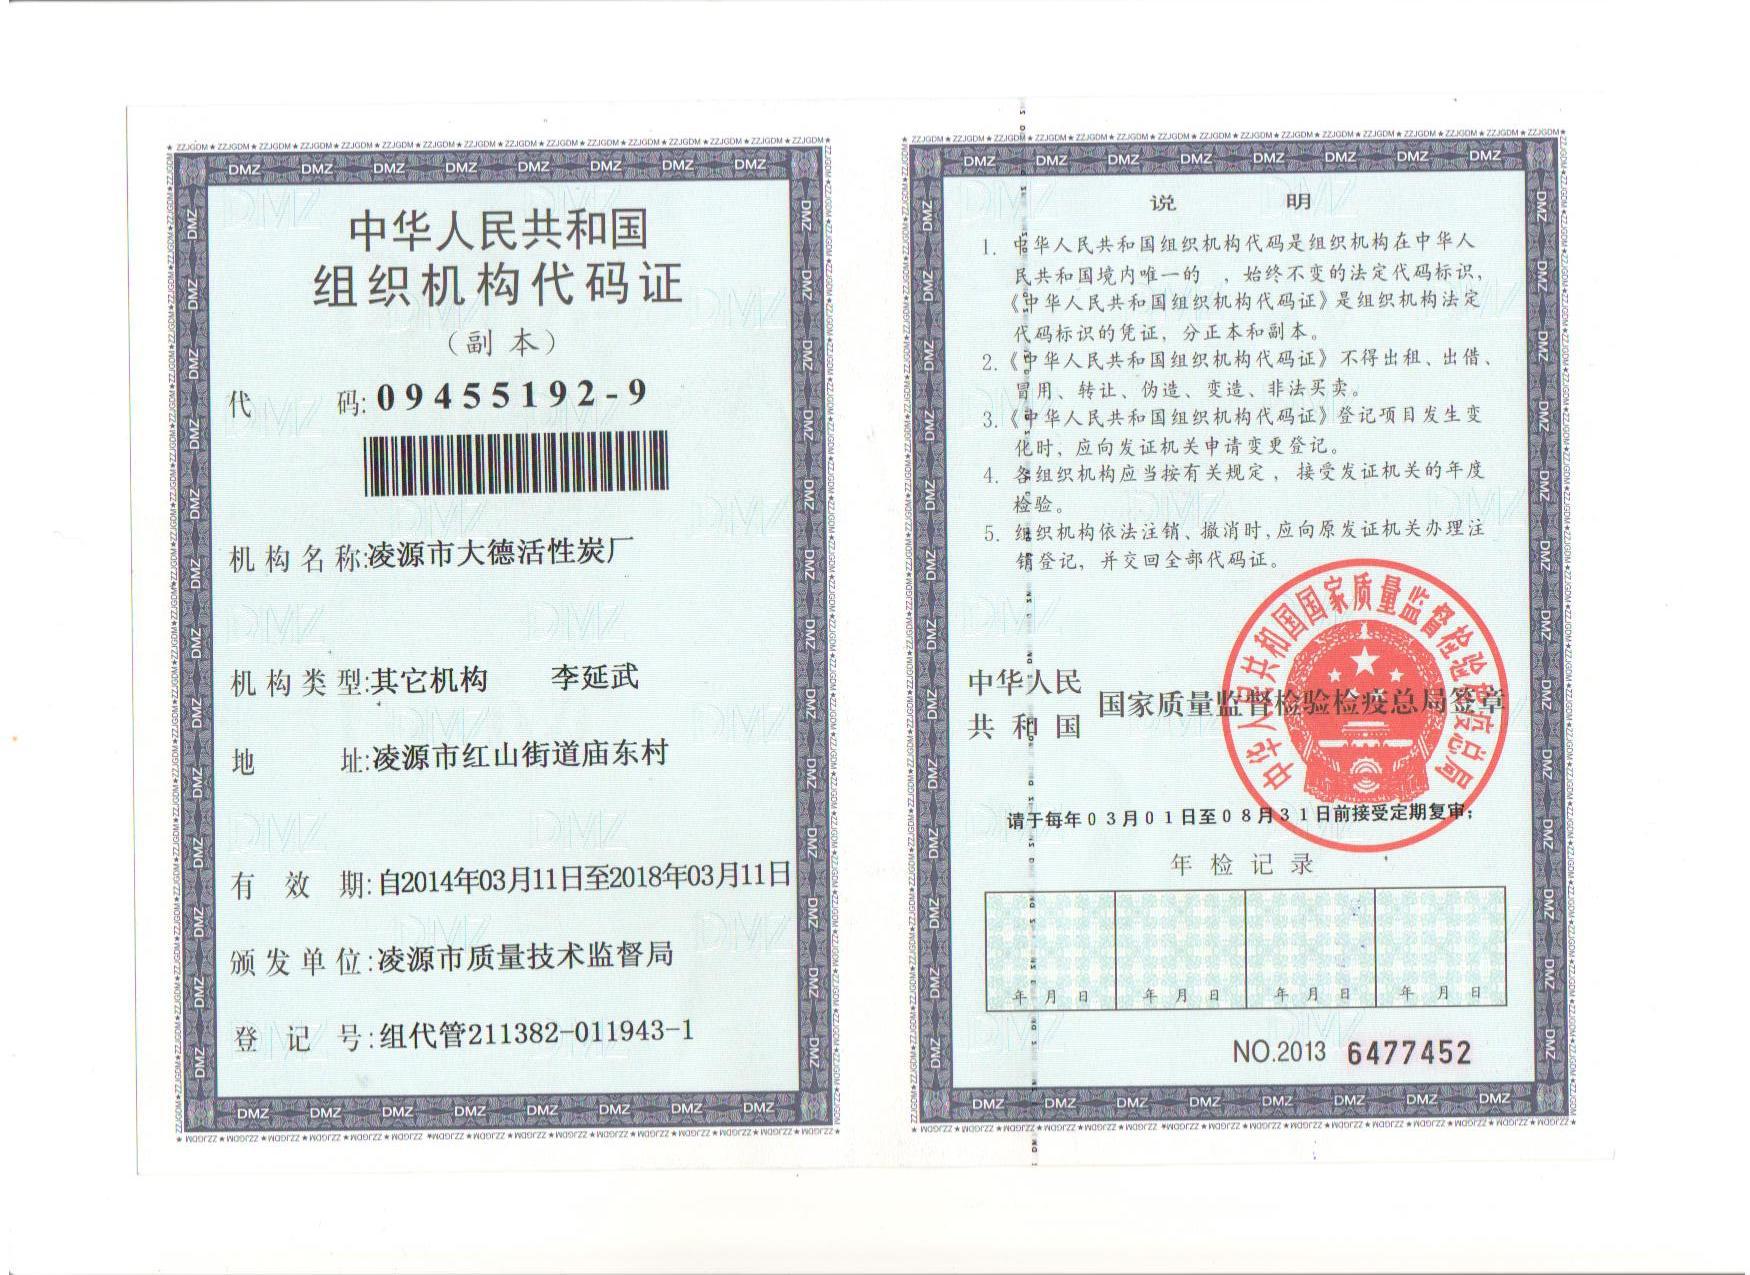 中华人民共和国
组织机构代码证
（副 本）
代 码: 09455192-9
机构名称:凌源市大德活性炭厂
机构类型:其它机构 李延武
地 址:凌源市红山街道庙东村
有 效 期:自2014年03月11日至2018年03月11日
颁发单位:凌源市质量技术监督局
登 记 号:组代管211382-011943-1
说 明
1. 中华人民共和国组织机构代码是组织机构在中华人
民共和国境内唯一的 ，始终不变的法定代码标识，
《中华人民共和国组织机构代码证》是组织机构法定
代码标识的凭证，分正本和副本。
2.《中华人民共和国组织机构代码证》不得出租、出借、
冒用、转让、伪造、变造、非法买卖。
3.《中华人民共和国组织机构代码证》登记项目发生变
化时，应向发证机关申请变更登记。
4. 各组织机构应当按有关规定，接受发证机关的年度
检验。
5. 组织机构依法注销、撤消时,应向原发证机关办理注
销登记，并交回全部代码证。
中华人民共和国国家质量监督检验检疫总局
中华人民
共和国
国家质量监督检验检疫总局签章
请于每年03月01日至08月31日前接受定期复审;
年检记录
年 月 日 年 月 日 年 月 日 年 月 日
NO.2013 6477452